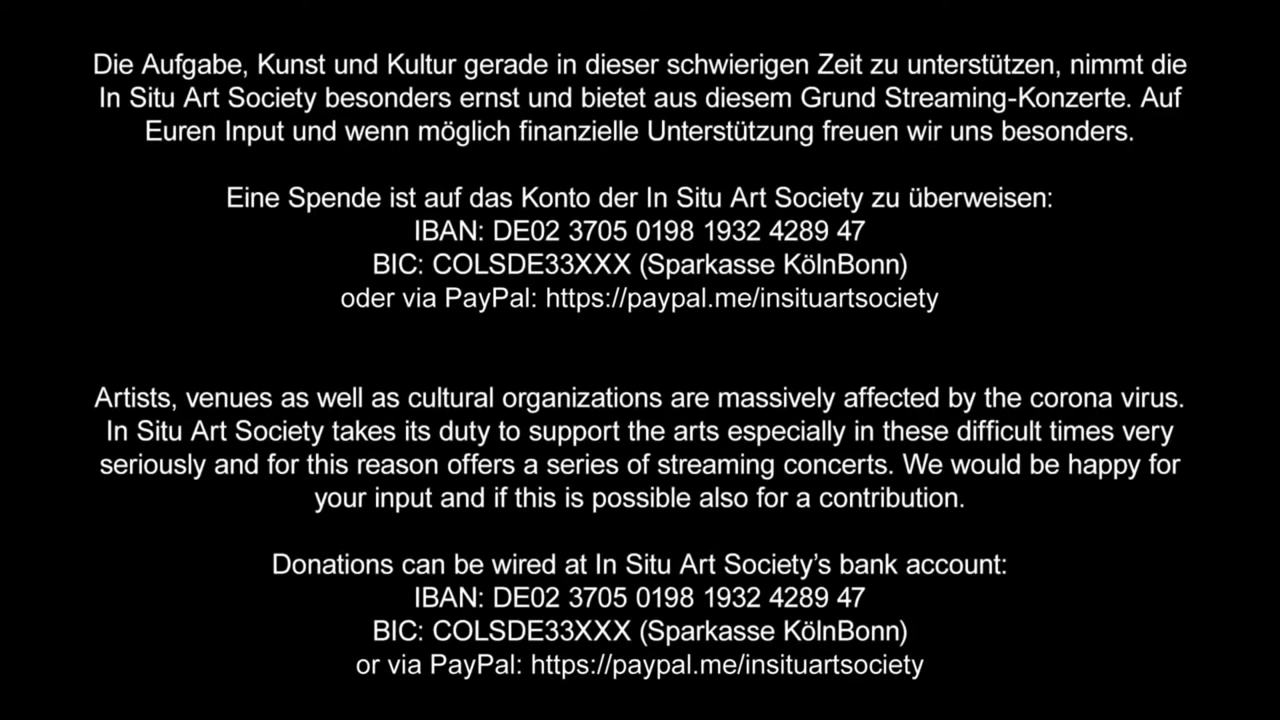 Die Aufgabe, Kunst und Kultur gerade in dieser schwierigen Zeit zu unterstützen, nimmt die
In Situ Art Society besonders ernst und bietet aus diesem Grund Streaming-Konzerte. Auf
Euren Input und wenn möglich finanzielle Unterstützung freuen wir uns besonders.
Eine Spende ist auf das Konto der In Situ Art Society zu überweisen:
IBAN: DE02 3705 0198 1932 4289 47
BIC: COLSDE33XXX (Sparkasse KölnBonn)
oder via PayPal: https://paypal.me/insituartsociety
Artists, venues as well as cultural organizations are massively affected by the corona virus.
In Situ Art Society takes its duty to support the arts especially in these difficult times very
seriously and for this reason offers a series of streaming concerts. We would be happy for
your input and if this is possible also for a contribution.
Donations can be wired at In Situ Art Society’s bank account:
IBAN: DE02 3705 0198 1932 4289 47
BIC: COLSDE33XXX (Sparkasse KölnBonn)
or via PayPal: https://paypal.me/insituartsociety